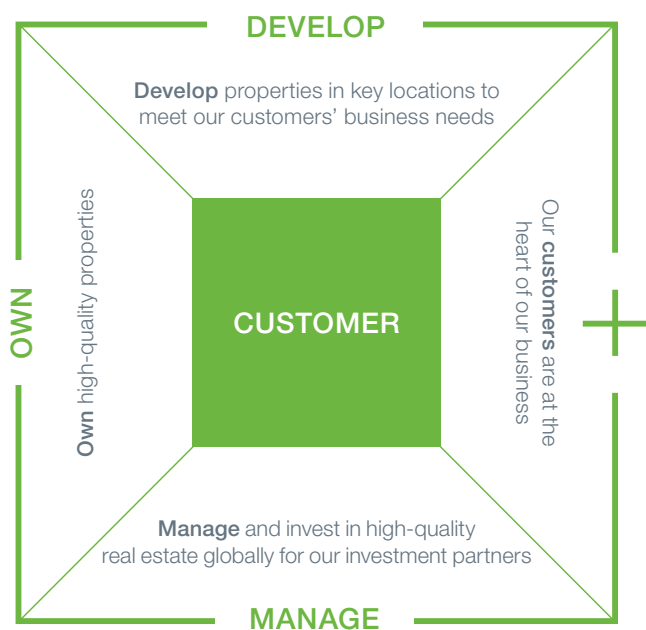 DEVELOP
Develop properties in key locations to
meet our customers’ business needs
OWN
Own high-quality properties
CUSTOMER
Our customers are at the
heart of our business
Manage and invest in high-quality
real estate globally for our investment partners
MANAGE